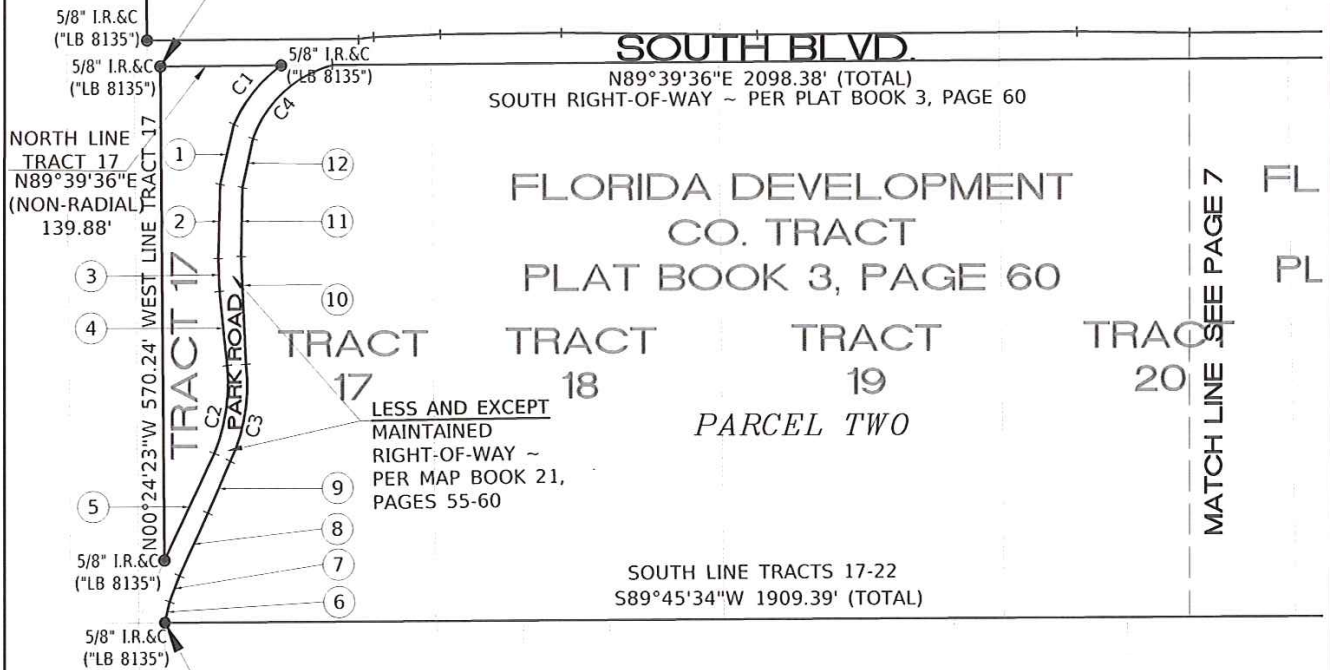 5/8" I.R.&C
("LB 8135")
5/8" I.R.&C
("LB 8135")
5/8" I.R.&C
("LB 8135")
SOUTH BLVD.
N89°39'36"E 2098.38' (TOTAL)
SOUTH RIGHT-OF-WAY ~ PER PLAT BOOK 3, PAGE 60
C1
C4
NORTH LINE
TRACT 17
N89°39'36"E
(NON-RADIAL)
139.88'
1
2
3
4
5
12
11
10
9
8
7
6
N00°24'23"W 570.24' WEST LINE TRACT 17
TRACT 17
PARK ROAD
C2
C3
FLORIDA DEVELOPMENT
CO. TRACT
PLAT BOOK 3, PAGE 60
FL
PL
TRACT
17
TRACT
18
TRACT
19
TRACT
20
PARCEL TWO
LESS AND EXCEPT
MAINTAINED
RIGHT-OF-WAY ~
PER MAP BOOK 21,
PAGES 55-60
MATCH LINE SEE PAGE 7
5/8" I.R.&C
("LB 8135")
SOUTH LINE TRACTS 17-22
S89°45'34"W 1909.39' (TOTAL)
5/8" I.R.&C
("LB 8135")